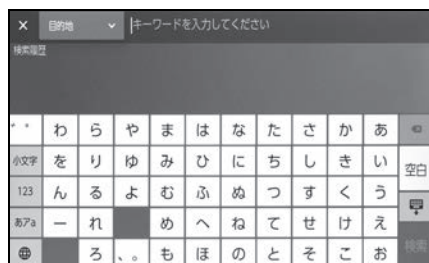 × 目的地 キーワードを入力してください
検索履歴
゛゜ わ ら や ま は な た さ か あ
小文字 を り ゆ み ひ に ち し き い 空白
123 ん る よ む ふ ぬ つ す く う
あアa ー れ め へ ね て せ け え
ろ 、。 も ほ の と そ こ お 検索